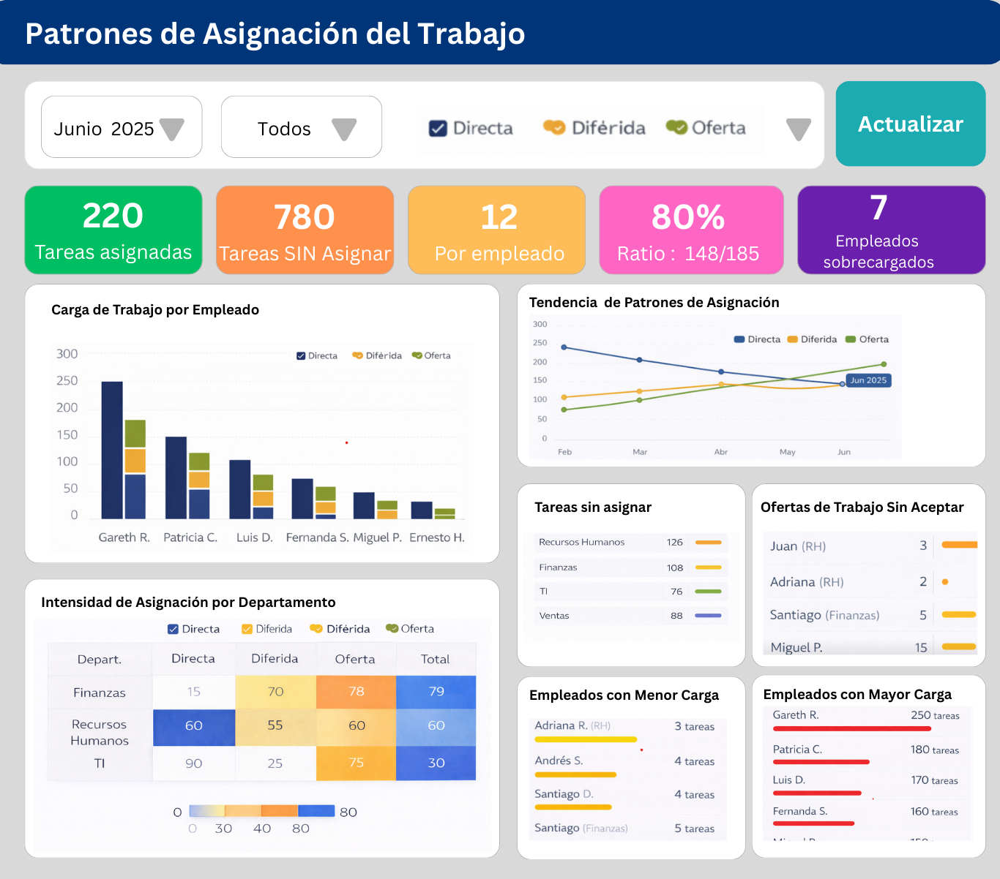 Patrones de Asignación del Trabajo
Junio 2025
Todos
Directa
Diférida
Oferta
Actualizar
220
Tareas asignadas
780
Tareas SIN Asignar
12
Por empleado
80%
Ratio : 148/185
7
Empleados
sobrecargados
Carga de Trabajo por Empleado
Directa Diférida Oferta
300
250
200
150
100
50
0
Gareth R. Patricia C. Luis D. Fernanda S. Miguel P. Ernesto H.
Tendencia de Patrones de Asignación
Directa Diferida Oferta
300
250
200
150
100
50
0
Jun 2025
Feb Mar Abr May Jun
Tareas sin asignar
Recursos Humanos 126
Finanzas 108
TI 76
Ventas 88
Ofertas de Trabajo Sin Aceptar
Juan (RH) 3
Adriana (RH) 2
Santiago (Finanzas) 5
Miguel P. 15
Intensidad de Asignación por Departamento
Directa Diferida Diférida Oferta
Depart. Directa Diferida Oferta Total
Finanzas 15 70 78 79
Recursos
Humanos 60 55 60 60
TI 90 25 75 30
0 80
0 30 40 80
Empleados con Menor Carga
Adriana R. (RH) 3 tareas
Andrés S. 4 tareas
Santiago D. 4 tareas
Santiago (Finanzas) 5 tareas
Empleados con Mayor Carga
Gareth R. 250 tareas
Patricia C. 180 tareas
Luis D. 170 tareas
Fernanda S. 160 tareas